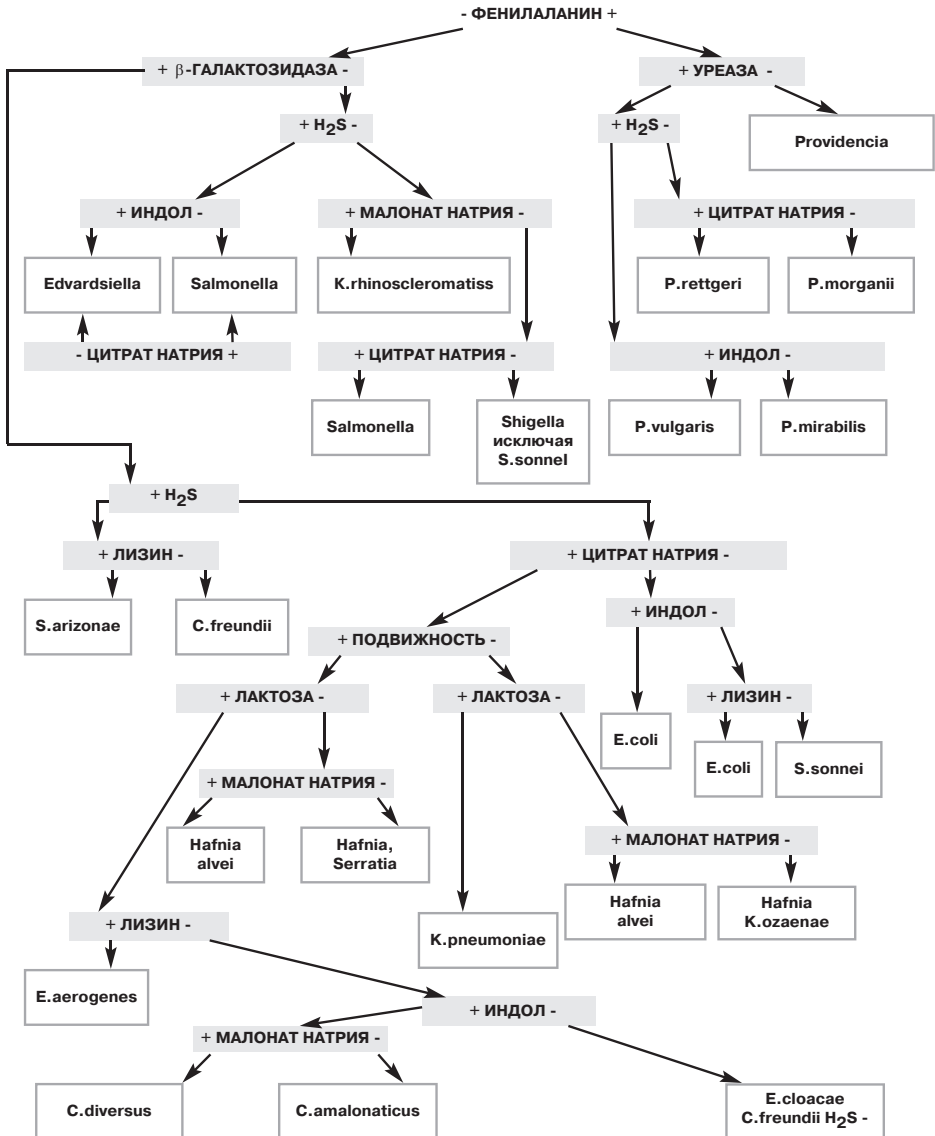 - ФЕНИЛАЛАНИН +
+ β-ГАЛАКТОЗИДАЗА -
+ УРЕАЗА -
+ H2S -
+ H2S -
Providencia
+ ИНДОЛ -
+ МАЛОНАТ НАТРИЯ -
+ ЦИТРАТ НАТРИЯ -
Edvardsiella
Salmonella
K.rhinoscleromatiss
P.rettgeri
P.morganii
- ЦИТРАТ НАТРИЯ +
+ ЦИТРАТ НАТРИЯ -
+ ИНДОЛ -
Salmonella
Shigella
исключая
S.sonnel
P.vulgaris
P.mirabilis
+ H2S
+ ЛИЗИН -
+ ЦИТРАТ НАТРИЯ -
S.arizonae
C.freundii
+ ИНДОЛ -
+ ПОДВИЖНОСТЬ -
+ ЛАКТОЗА -
+ ЛАКТОЗА -
+ ЛИЗИН -
E.coli
E.coli
S.sonnei
+ МАЛОНАТ НАТРИЯ -
Hafnia
alvei
Hafnia,
Serratia
+ МАЛОНАТ НАТРИЯ -
Hafnia
alvei
Hafnia
K.ozaenae
+ ЛИЗИН -
K.pneumoniae
E.aerogenes
+ ИНДОЛ -
+ МАЛОНАТ НАТРИЯ -
C.diversus
C.amalonaticus
E.cloacae
C.freundii H2S -